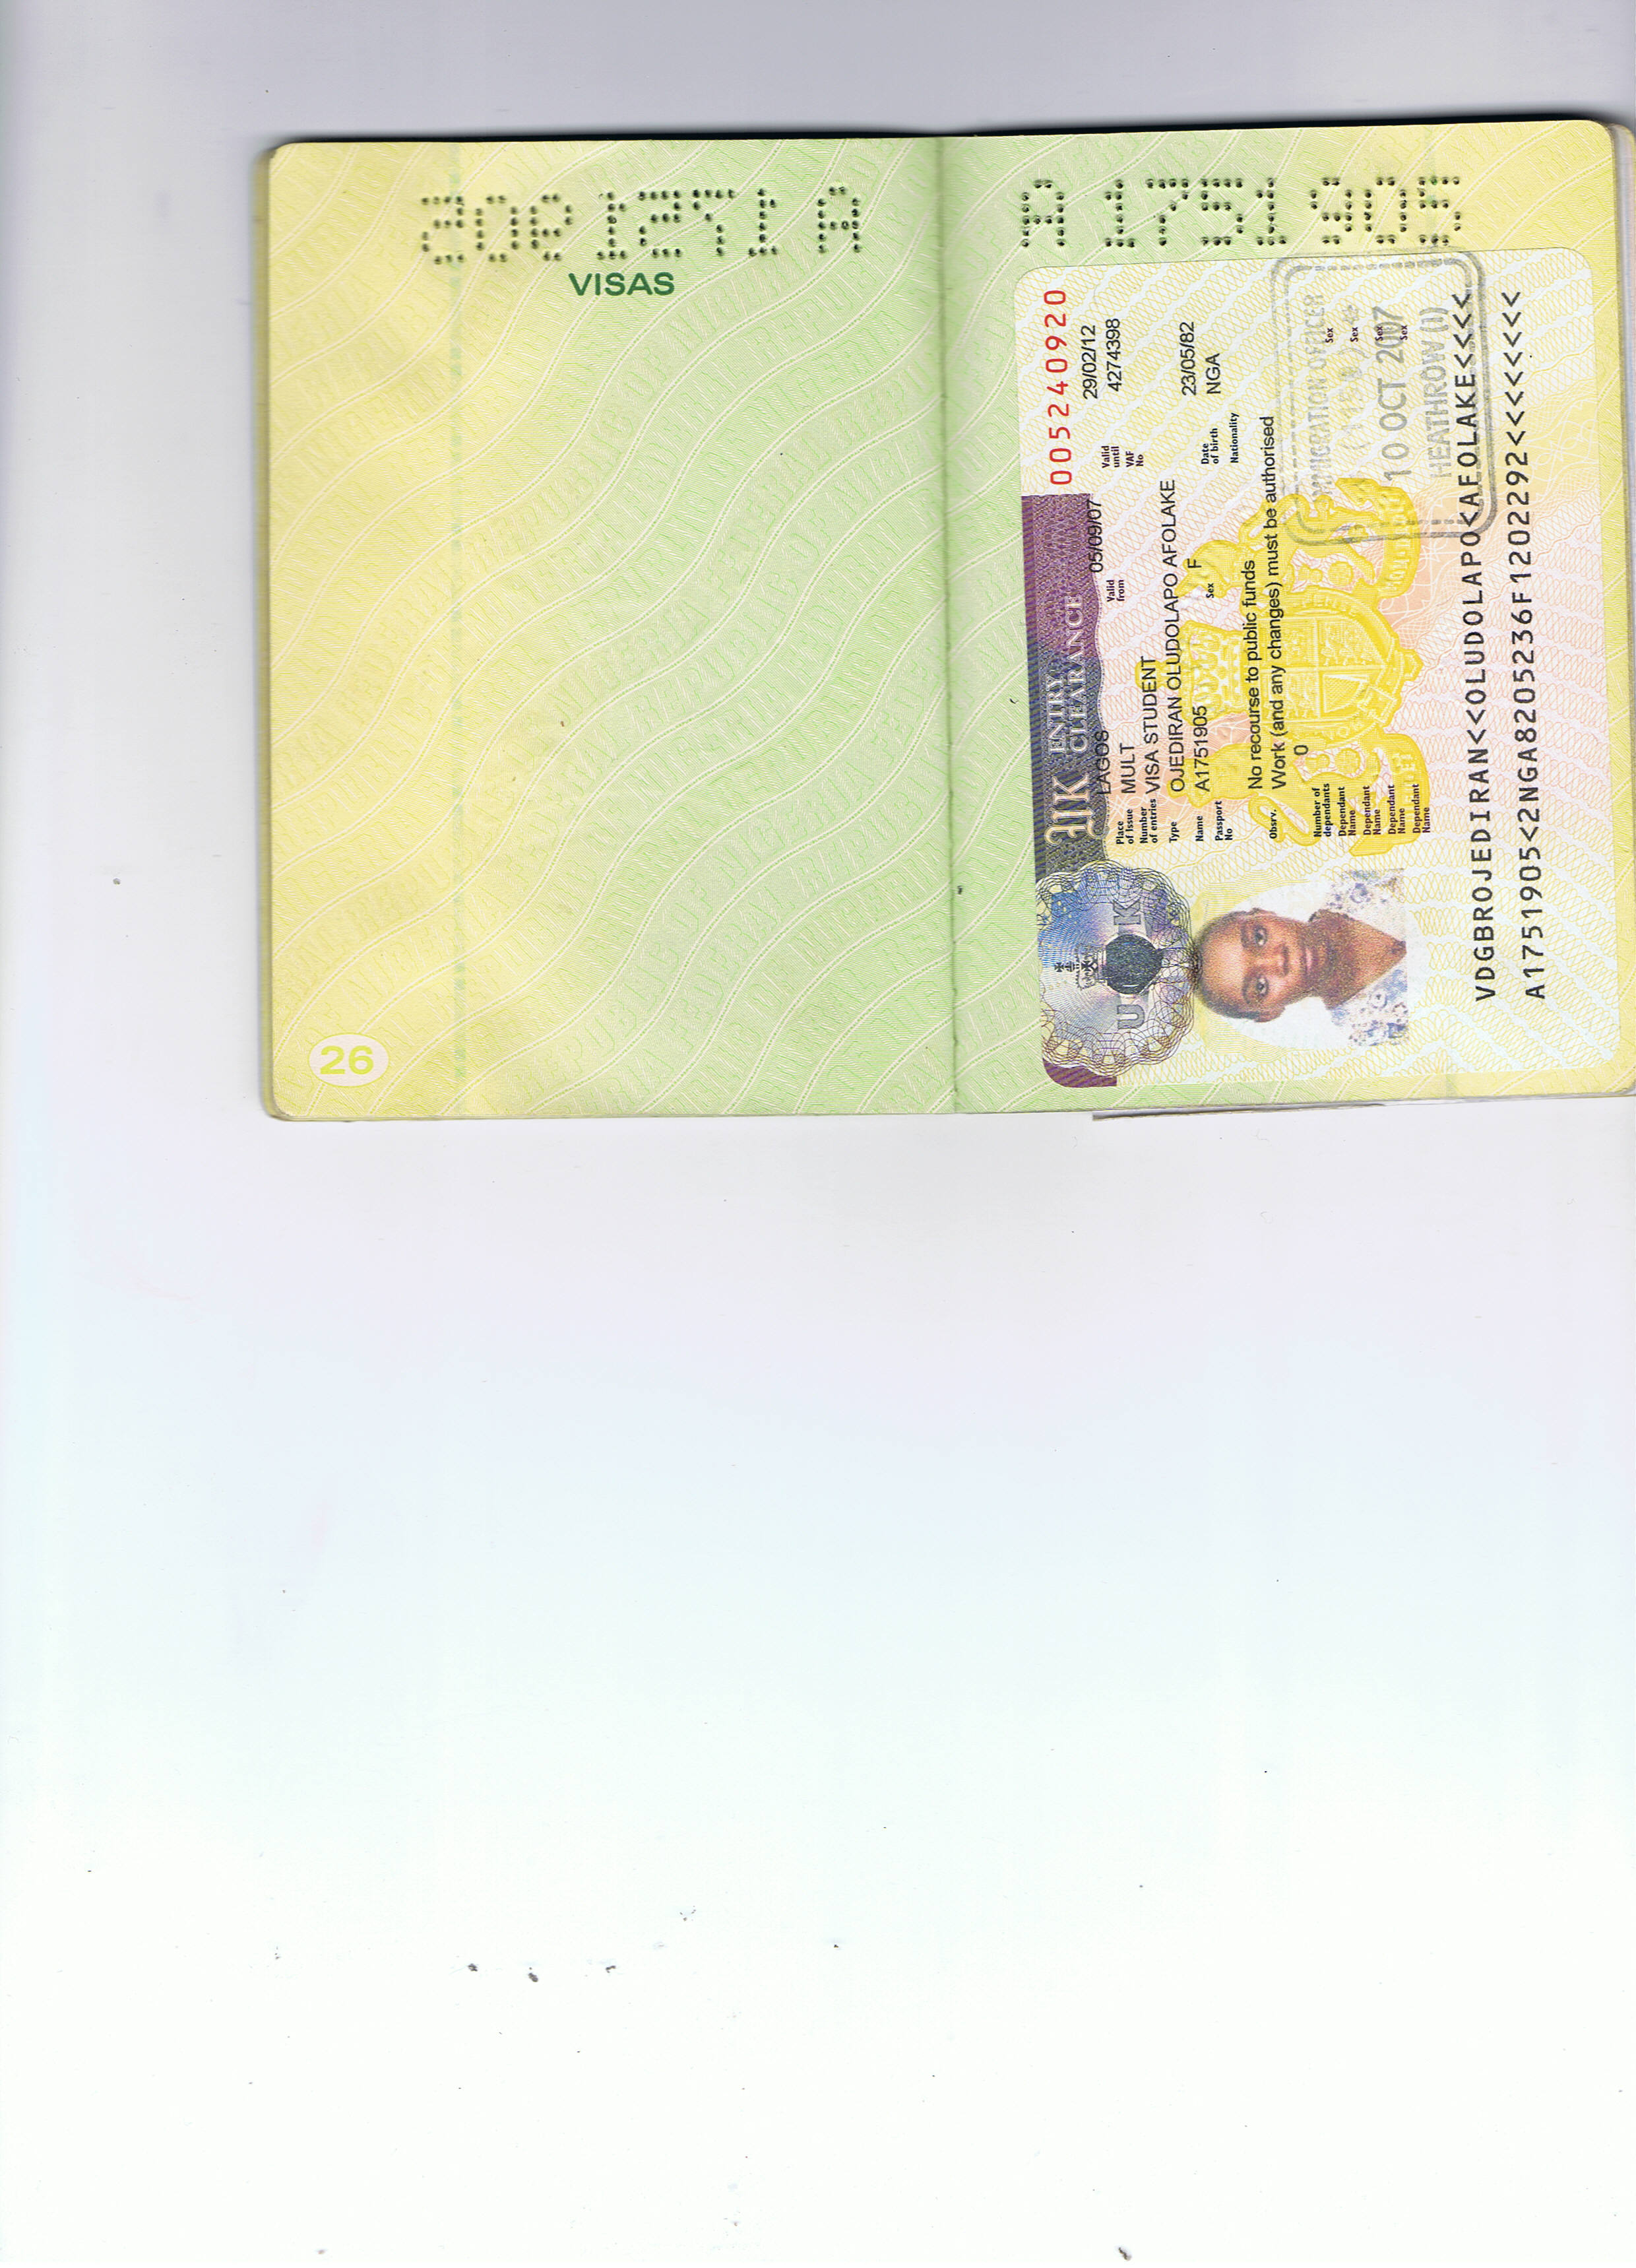 26
VISAS
A 1751905
A 1751905
005240920
UK ENTRY CLEARANCE
U K
Place of Issue LAGOS Valid from 05/09/07 Valid until 29/02/12
Number of entries MULT VAF No 4274398
Type VISA STUDENT
Name OJEDIRAN OLUDOLAPO AFOLAKE
Passport No A1751905 Sex F Date of birth 23/05/82
Nationality NGA
Obsrv. No recourse to public funds
Work (and any changes) must be authorised
Number of dependants 0
Dependant Name Sex
Dependant Name Sex
Dependant Name Sex
Dependant Name Sex
IMMIGRATION OFFICER
10 OCT 2007
HEATHROW (I)
VDGBROJEDIRAN<<OLUDOLAPO<AFOLAKE<<<<
A1751905<2NGA8205236F1202292<<<<<<<<